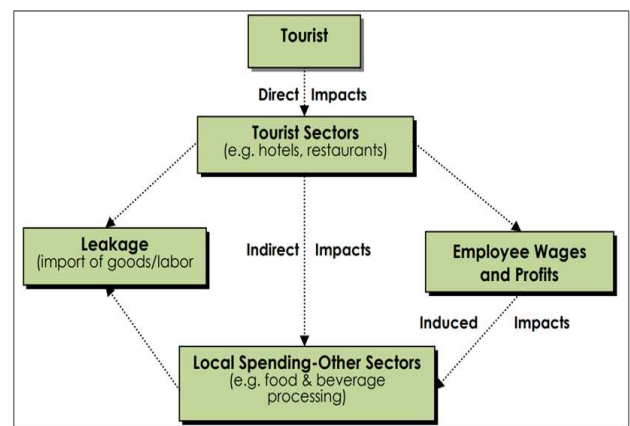 Tourist
Direct Impacts
Tourist Sectors
(e.g. hotels, restaurants)
Leakage
(import of goods/labor
Indirect Impacts
Employee Wages
and Profits
Induced Impacts
Local Spending-Other Sectors
(e.g. food & beverage
processing)